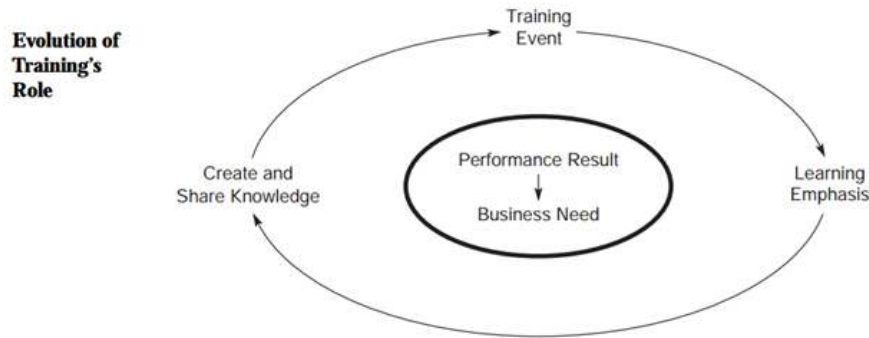 Evolution of
Training's
Role
Training
Event
Create and
Share Knowledge
Performance Result
Business Need
Learning
Emphasis